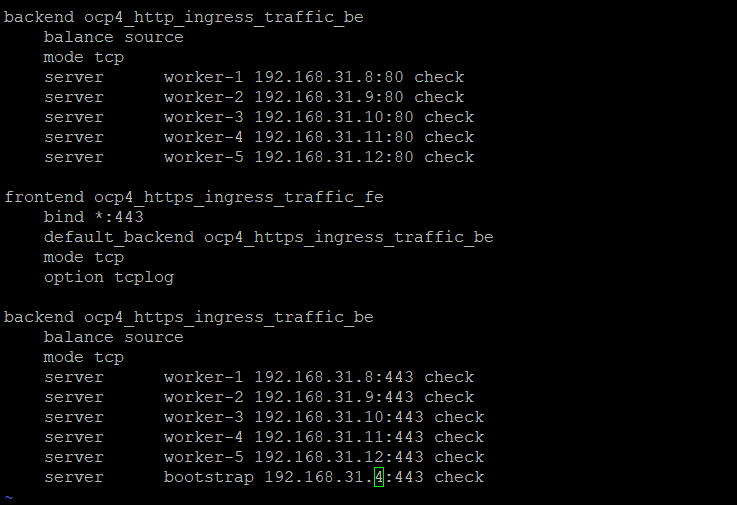 backend ocp4_http_ingress_traffic_be
    balance source
    mode tcp
    server      worker-1 192.168.31.8:80 check
    server      worker-2 192.168.31.9:80 check
    server      worker-3 192.168.31.10:80 check
    server      worker-4 192.168.31.11:80 check
    server      worker-5 192.168.31.12:80 check

frontend ocp4_https_ingress_traffic_fe
    bind *:443
    default_backend ocp4_https_ingress_traffic_be
    mode tcp
    option tcplog

backend ocp4_https_ingress_traffic_be
    balance source
    mode tcp
    server      worker-1 192.168.31.8:443 check
    server      worker-2 192.168.31.9:443 check
    server      worker-3 192.168.31.10:443 check
    server      worker-4 192.168.31.11:443 check
    server      worker-5 192.168.31.12:443 check
    server      bootstrap 192.168.31.4:443 check
~